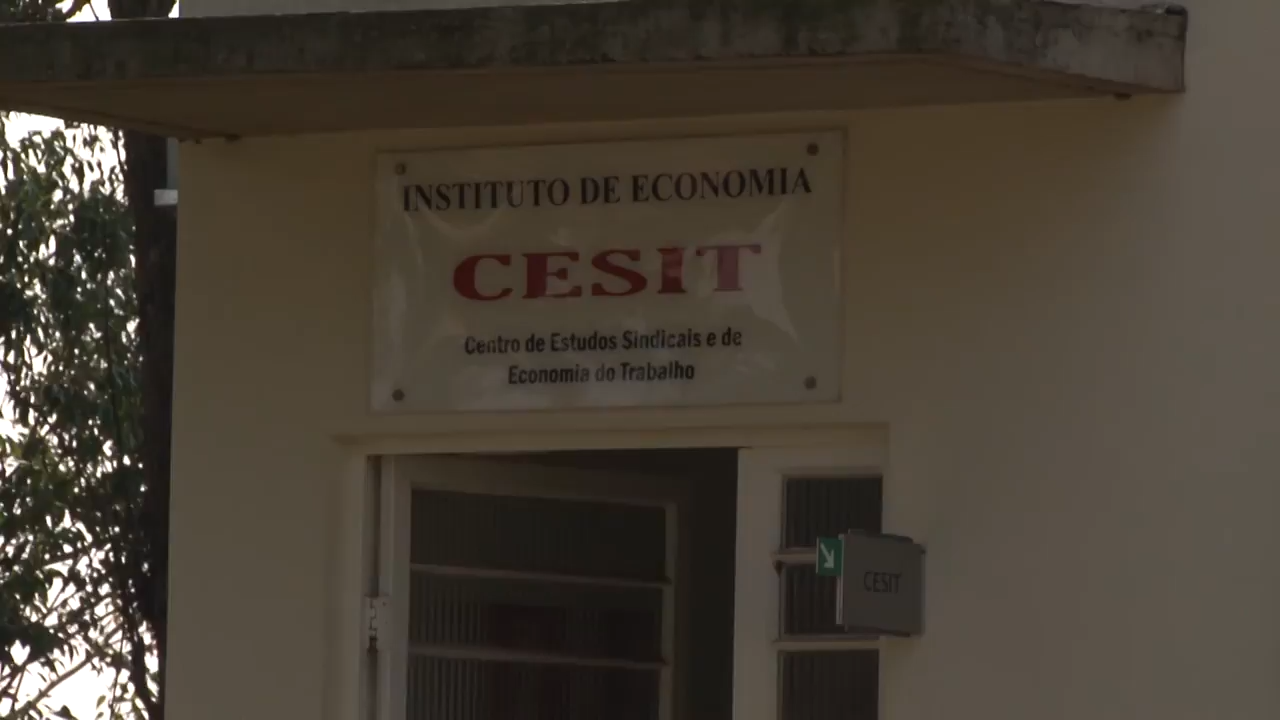 INSTITUTO DE ECONOMIA
CESIT
Centro de Estudos Sindicais e de
Economia do Trabalho
CESIT